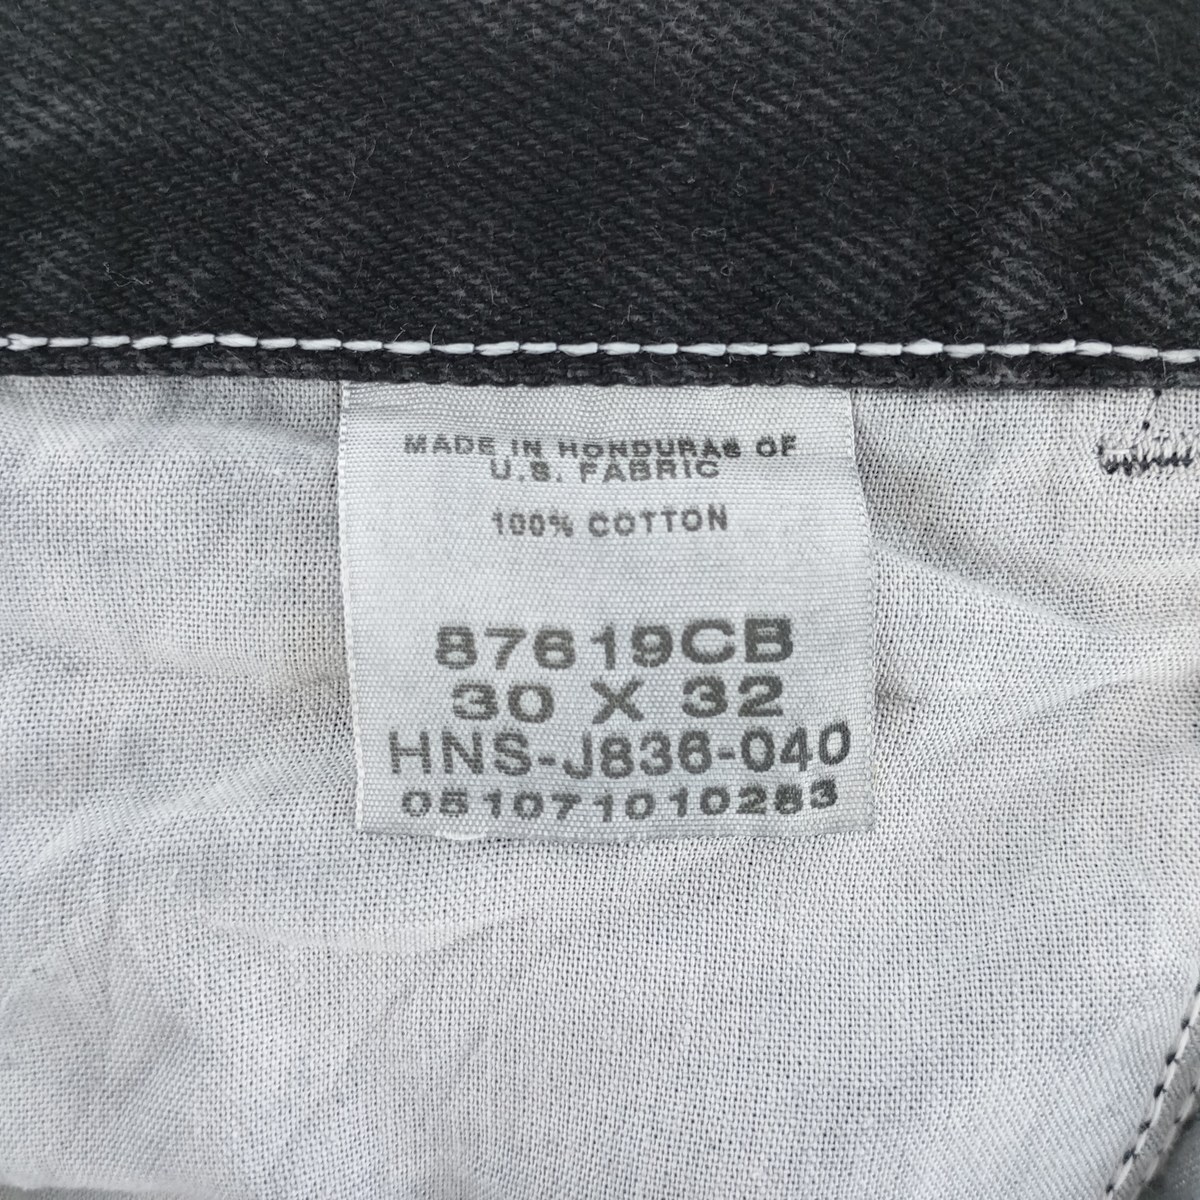 MADE IN HONDURAS OF
U.S. FABRIC
100% COTTON
87619CB
30 X 32
HNS-J836-040
051071010283